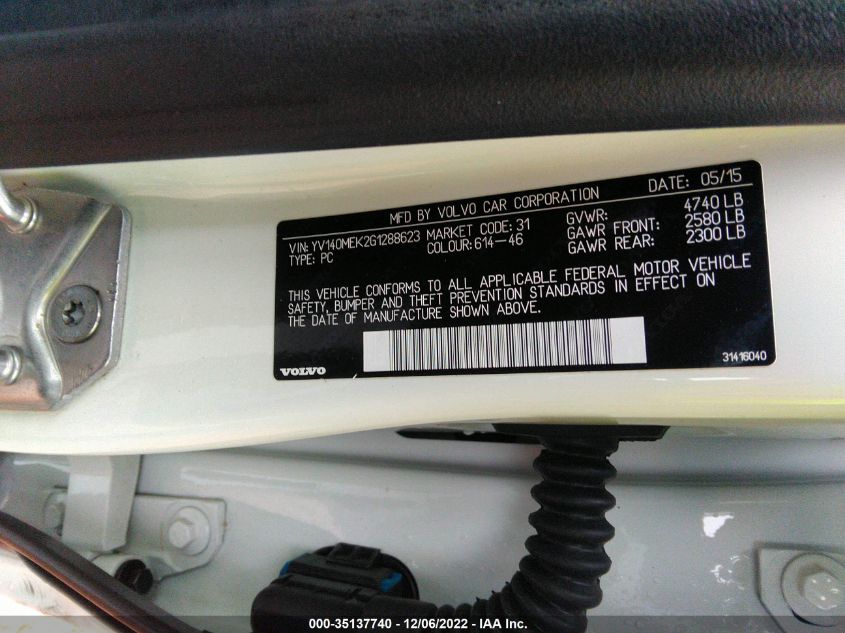 MFD BY VOLVO CAR CORPORATION DATE: 05/15
VIN: YV140MEK2G1288623 MARKET CODE: 31 GVWR: 4740 LB
TYPE: PC COLOUR: 614-46 GAWR FRONT: 2580 LB
GAWR REAR: 2300 LB
THIS VEHICLE CONFORMS TO ALL APPLICABLE FEDERAL MOTOR VEHICLE
SAFETY, BUMPER AND THEFT PREVENTION STANDARDS IN EFFECT ON
THE DATE OF MANUFACTURE SHOWN ABOVE.
VOLVO 31416040
000-35137740 - 12/06/2022 - IAA Inc.